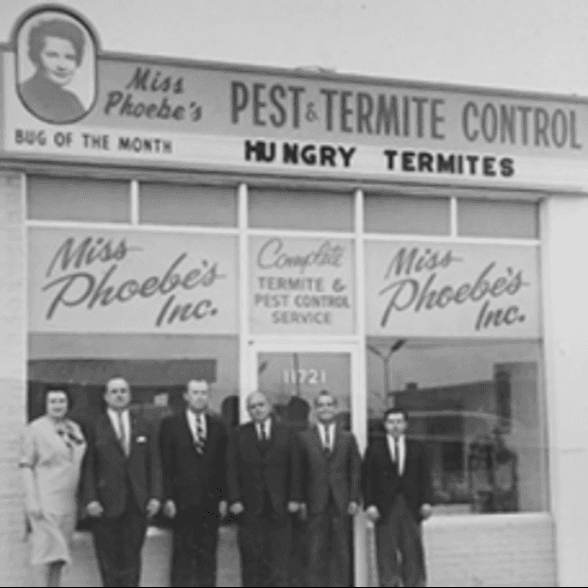 Miss
Phoebe's
PEST & TERMITE CONTROL
BUG OF THE MONTH
HUNGRY TERMITES
Miss
Phoebe's
Inc.
Complete
TERMITE &
PEST CONTROL
SERVICE
Miss
Phoebe's
Inc.
11721